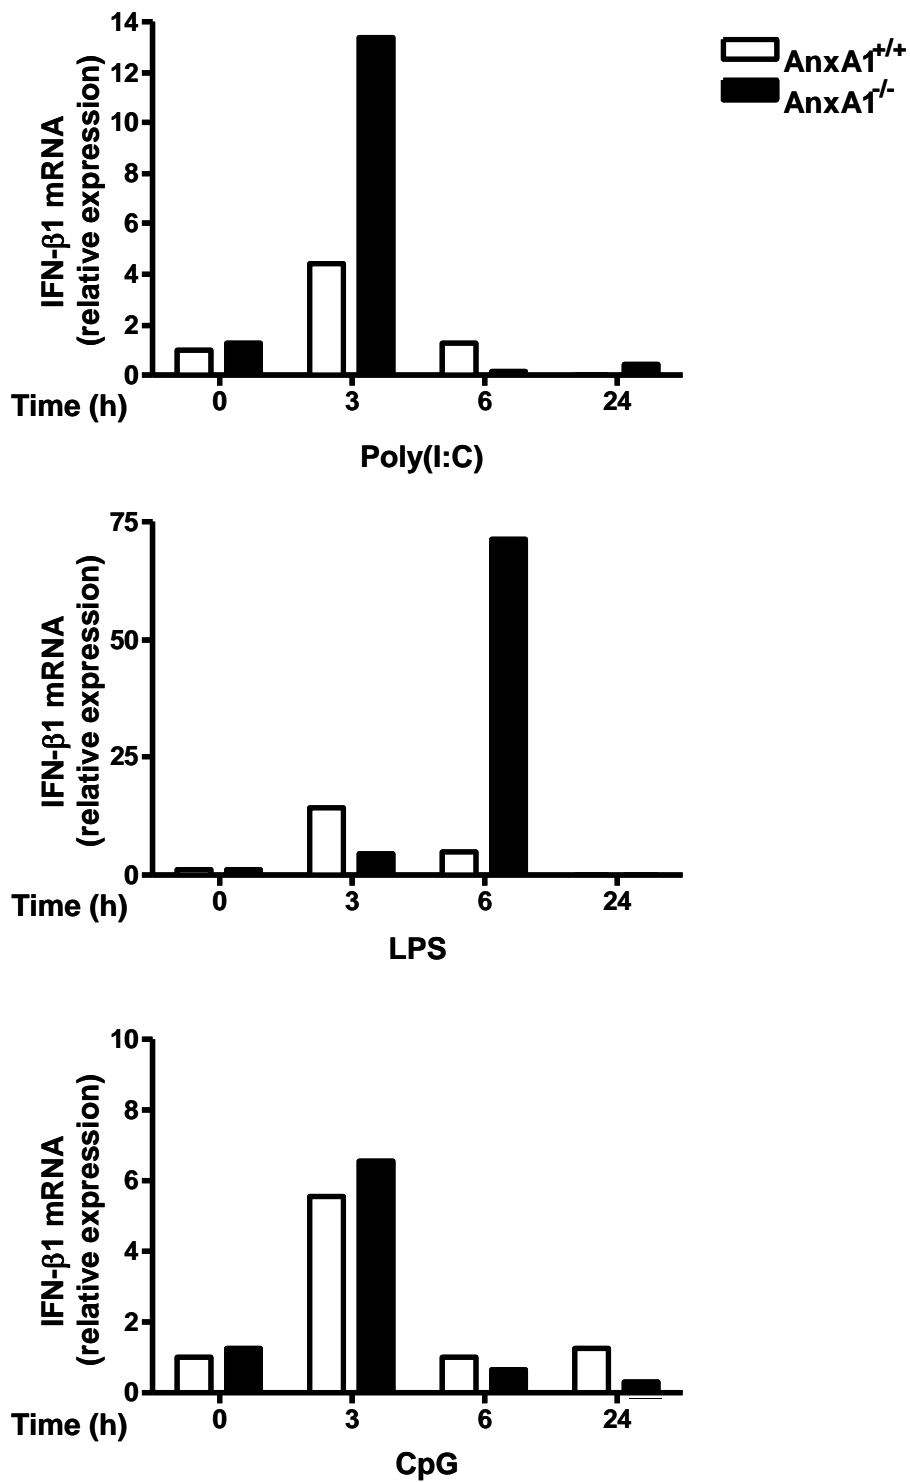 AnxA1+/+
AnxA1-/-
IFN-β1 mRNA
(relative expression)
14
12
10
8
6
4
2
0
Time (h) 0 3 6 24
Poly(I:C)
IFN-β1 mRNA
(relative expression)
75
50
25
0
Time (h) 0 3 6 24
LPS
IFN-β1 mRNA
(relative expression)
10
8
6
4
2
0
Time (h) 0 3 6 24
CpG